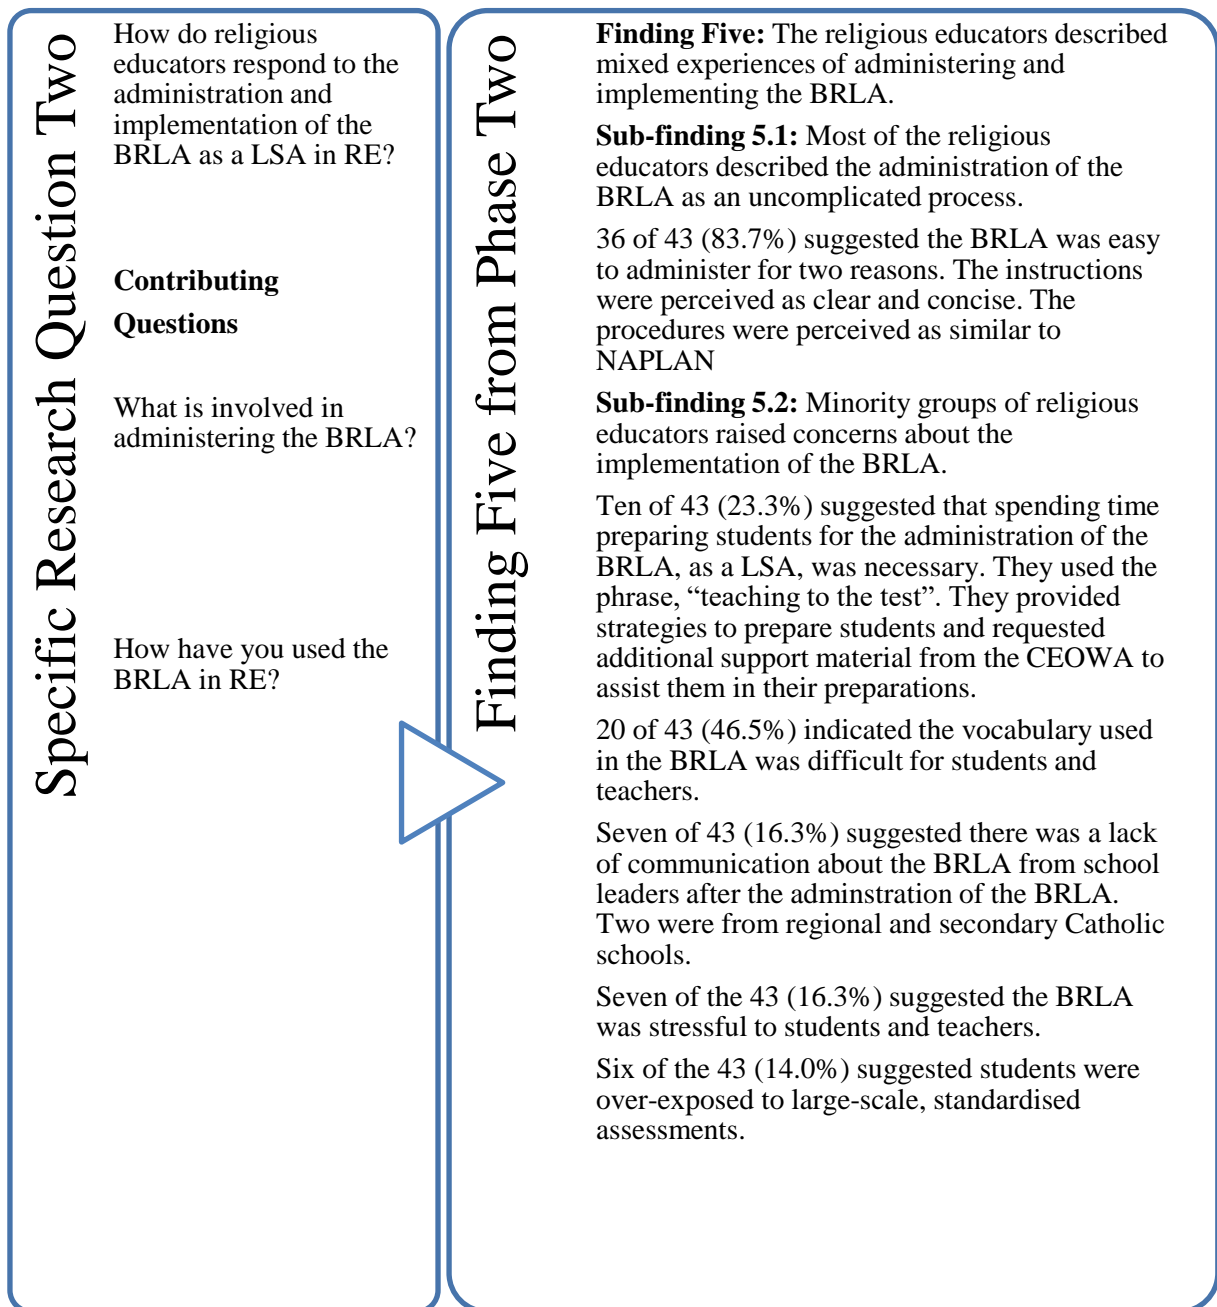 Specific Research Question Two
How do religious
educators respond to the
administration and
implementation of the
BRLA as a LSA in RE?
Contributing
Questions
What is involved in
administering the BRLA?
How have you used the
BRLA in RE?
Finding Five from Phase Two
Finding Five: The religious educators described
mixed experiences of administering and
implementing the BRLA.
Sub-finding 5.1: Most of the religious
educators described the administration of the
BRLA as an uncomplicated process.
36 of 43 (83.7%) suggested the BRLA was easy
to administer for two reasons. The instructions
were perceived as clear and concise. The
procedures were perceived as similar to
NAPLAN
Sub-finding 5.2: Minority groups of religious
educators raised concerns about the
implementation of the BRLA.
Ten of 43 (23.3%) suggested that spending time
preparing students for the administration of the
BRLA, as a LSA, was necessary. They used the
phrase, “teaching to the test”. They provided
strategies to prepare students and requested
additional support material from the CEOWA to
assist them in their preparations.
20 of 43 (46.5%) indicated the vocabulary used
in the BRLA was difficult for students and
teachers.
Seven of 43 (16.3%) suggested there was a lack
of communication about the BRLA from school
leaders after the adminstration of the BRLA.
Two were from regional and secondary Catholic
schools.
Seven of the 43 (16.3%) suggested the BRLA
was stressful to students and teachers.
Six of the 43 (14.0%) suggested students were
over-exposed to large-scale, standardised
assessments.